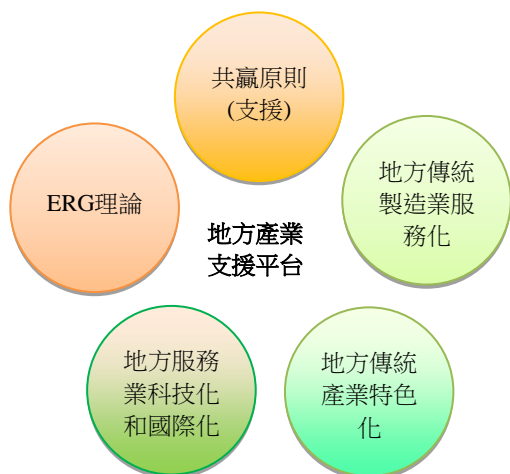 共贏原則
(支援)
ERG理論
地方傳統
製造業服
務化
地方產業
支援平台
地方服務
業科技化
和國際化
地方傳統
產業特色
化